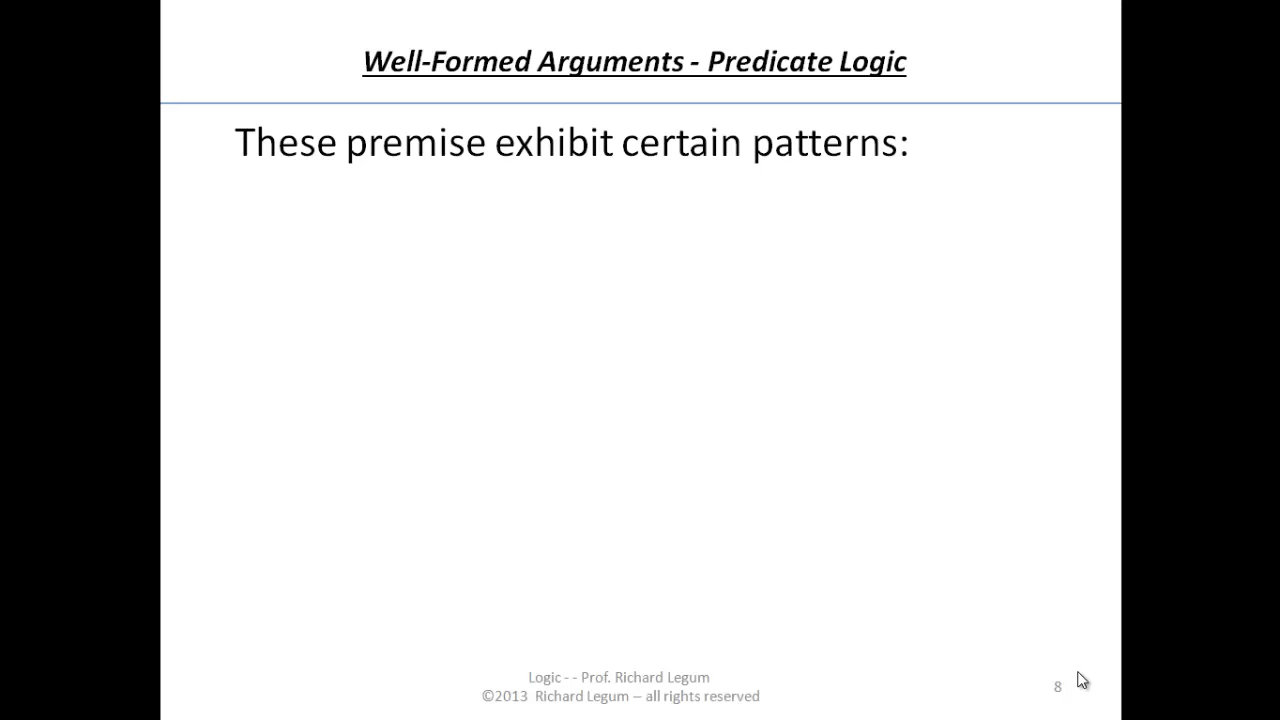 Well-Formed Arguments - Predicate Logic
These premise exhibit certain patterns:
Logic - - Prof. Richard Legum
©2013 Richard Legum – all rights reserved
8